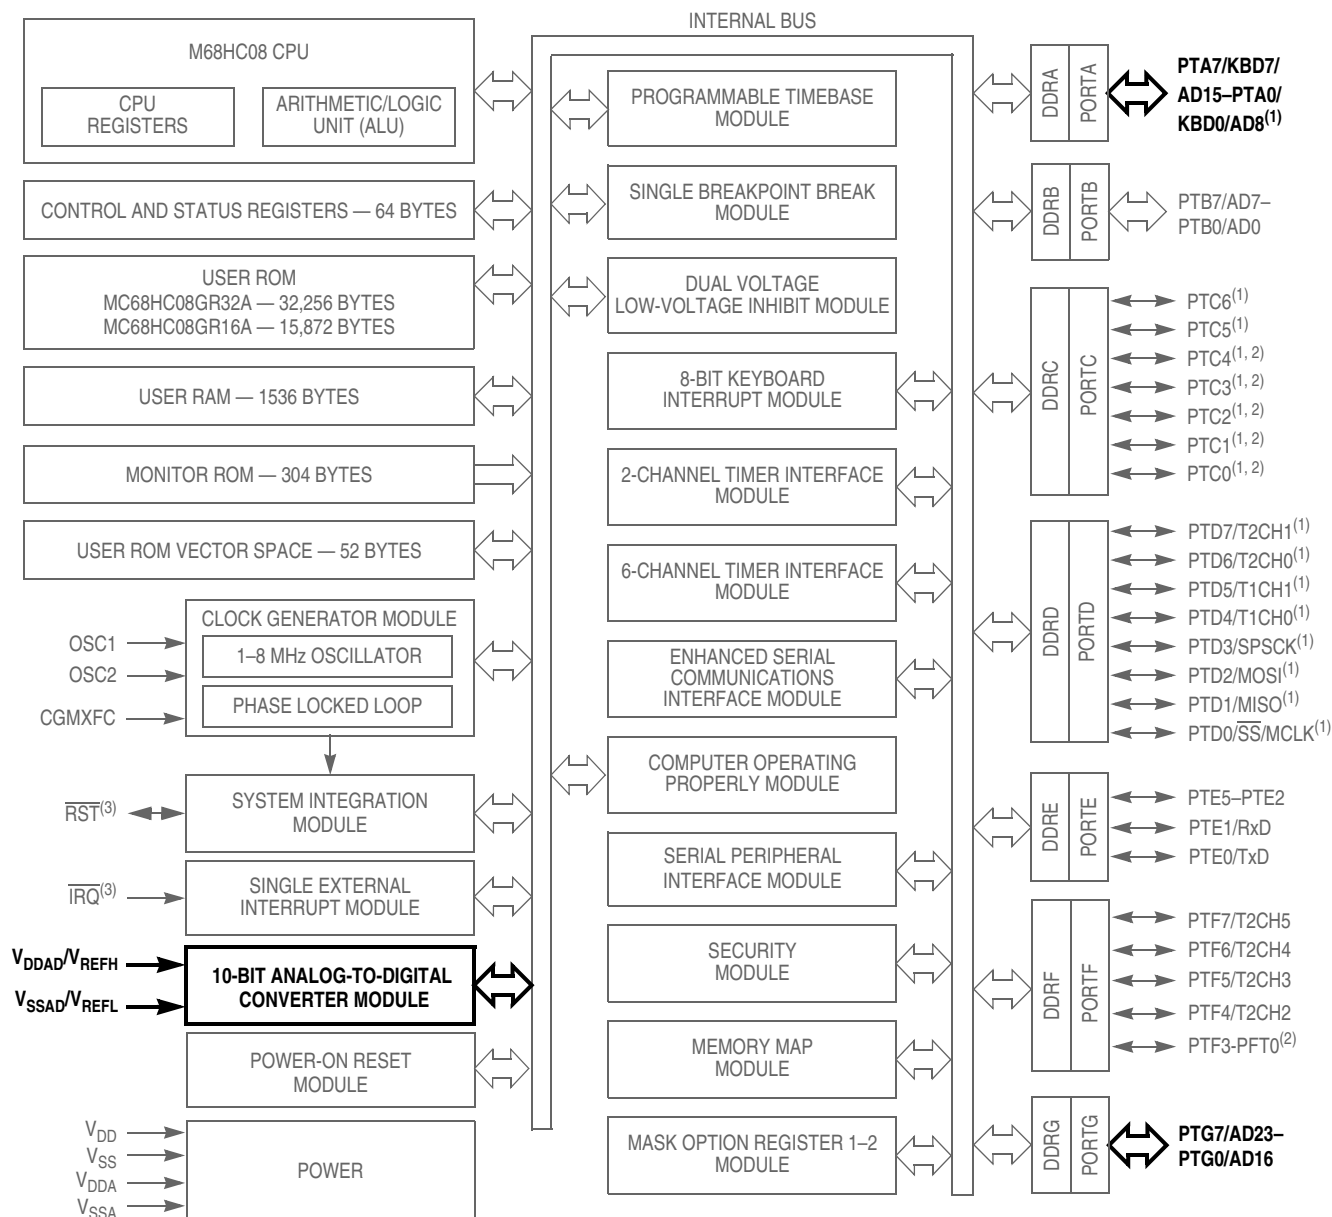 INTERNAL BUS
M68HC08 CPU
CPU
REGISTERS
ARITHMETIC/LOGIC
UNIT (ALU)
CONTROL AND STATUS REGISTERS — 64 BYTES
USER ROM
MC68HC08GR32A — 32,256 BYTES
MC68HC08GR16A — 15,872 BYTES
USER RAM — 1536 BYTES
MONITOR ROM — 304 BYTES
USER ROM VECTOR SPACE — 52 BYTES
CLOCK GENERATOR MODULE
1–8 MHz OSCILLATOR
PHASE LOCKED LOOP
OSC1
OSC2
CGMXFC
SYSTEM INTEGRATION
MODULE
RST(3)
SINGLE EXTERNAL
INTERRUPT MODULE
IRQ(3)
VDDAD/VREFH
VSSAD/VREFL
10-BIT ANALOG-TO-DIGITAL
CONVERTER MODULE
POWER-ON RESET
MODULE
VDD
VSS
VDDA
VSSA
POWER
PROGRAMMABLE TIMEBASE
MODULE
SINGLE BREAKPOINT BREAK
MODULE
DUAL VOLTAGE
LOW-VOLTAGE INHIBIT MODULE
8-BIT KEYBOARD
INTERRUPT MODULE
2-CHANNEL TIMER INTERFACE
MODULE
6-CHANNEL TIMER INTERFACE
MODULE
ENHANCED SERIAL
COMMUNICATIONS
INTERFACE MODULE
COMPUTER OPERATING
PROPERLY MODULE
SERIAL PERIPHERAL
INTERFACE MODULE
SECURITY
MODULE
MEMORY MAP
MODULE
MASK OPTION REGISTER 1–2
MODULE
DDRA
PORTA
PTA7/KBD7/
AD15–PTA0/
KBD0/AD8(1)
DDRB
PORTB
PTB7/AD7–
PTB0/AD0
DDRC
PORTC
PTC6(1)
PTC5(1)
PTC4(1, 2)
PTC3(1, 2)
PTC2(1, 2)
PTC1(1, 2)
PTC0(1, 2)
DDRD
PORTD
PTD7/T2CH1(1)
PTD6/T2CH0(1)
PTD5/T1CH1(1)
PTD4/T1CH0(1)
PTD3/SPSCK(1)
PTD2/MOSI(1)
PTD1/MISO(1)
PTD0/SS/MCLK(1)
DDRE
PORTE
PTE5–PTE2
PTE1/RxD
PTE0/TxD
DDRF
PORTF
PTF7/T2CH5
PTF6/T2CH4
PTF5/T2CH3
PTF4/T2CH2
PTF3-PFT0(2)
DDRG
PORTG
PTG7/AD23–
PTG0/AD16